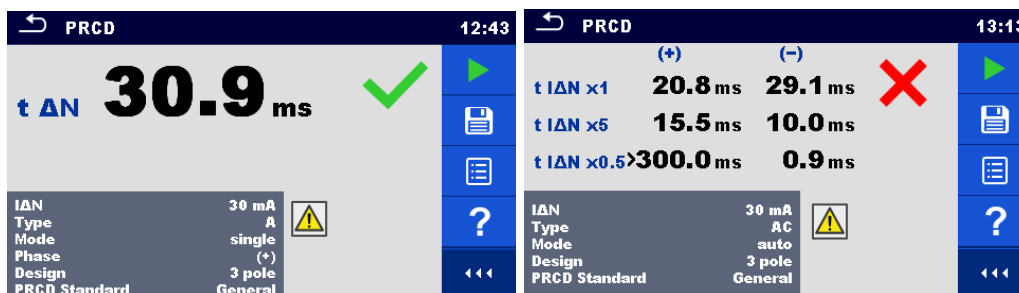 PRCD 12:43
t ΔN 30.9 ms
IΔN 30 mA
Type A
Mode single
Phase (+)
Design 3 pole
PRCD Standard General
?
PRCD 13:13
(+) (-)
t IΔN x1 20.8 ms 29.1 ms
t IΔN x5 15.5 ms 10.0 ms
t IΔN x0.5 >300.0 ms 0.9 ms
IΔN 30 mA
Type AC
Mode auto
Design 3 pole
PRCD Standard General
?